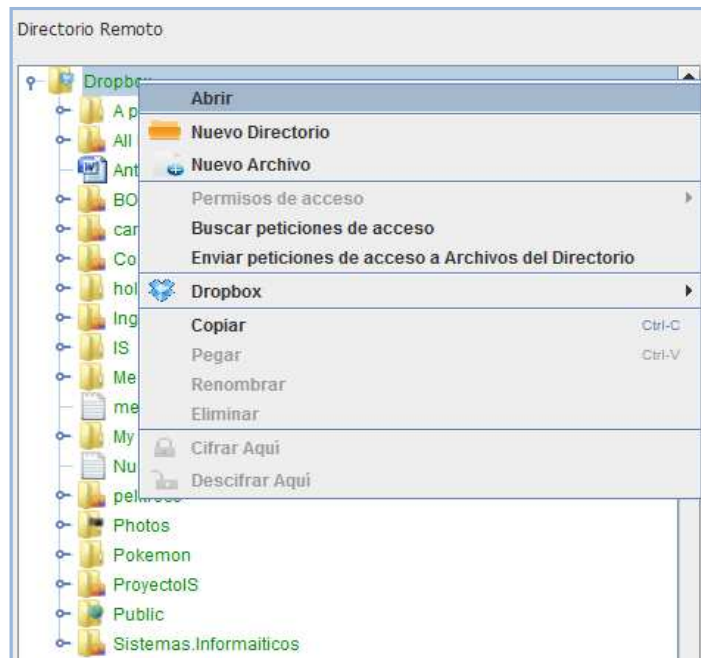 Directorio Remoto
Dropbox
Abrir
A p
Nuevo Directorio
All
Nuevo Archivo
Ant
BO
Permisos de acceso
car
Buscar peticiones de acceso
Co
Enviar peticiones de acceso a Archivos del Directorio
hol
Dropbox
Ing
Copiar Ctrl-C
IS
Pegar Ctrl-V
Me
Renombrar
me
Eliminar
My
Cifrar Aquí
Nu
Descifrar Aquí
Photos
Pokemon
ProyectoIS
Public
Sistemas.Informaiticos